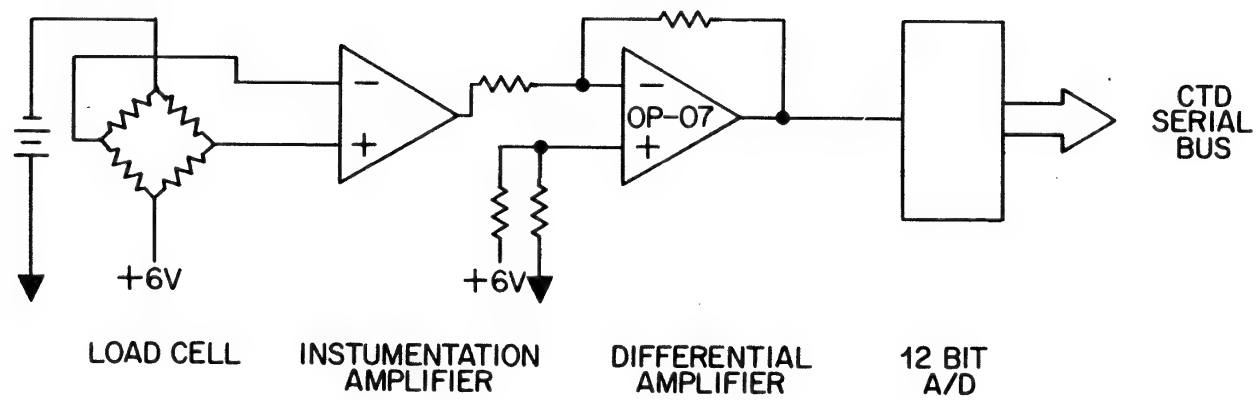 −
+
OP-07
−
+
+6V
+6V
CTD
SERIAL
BUS
LOAD CELL
INSTUMENTATION
AMPLIFIER
DIFFERENTIAL
AMPLIFIER
12 BIT
A/D